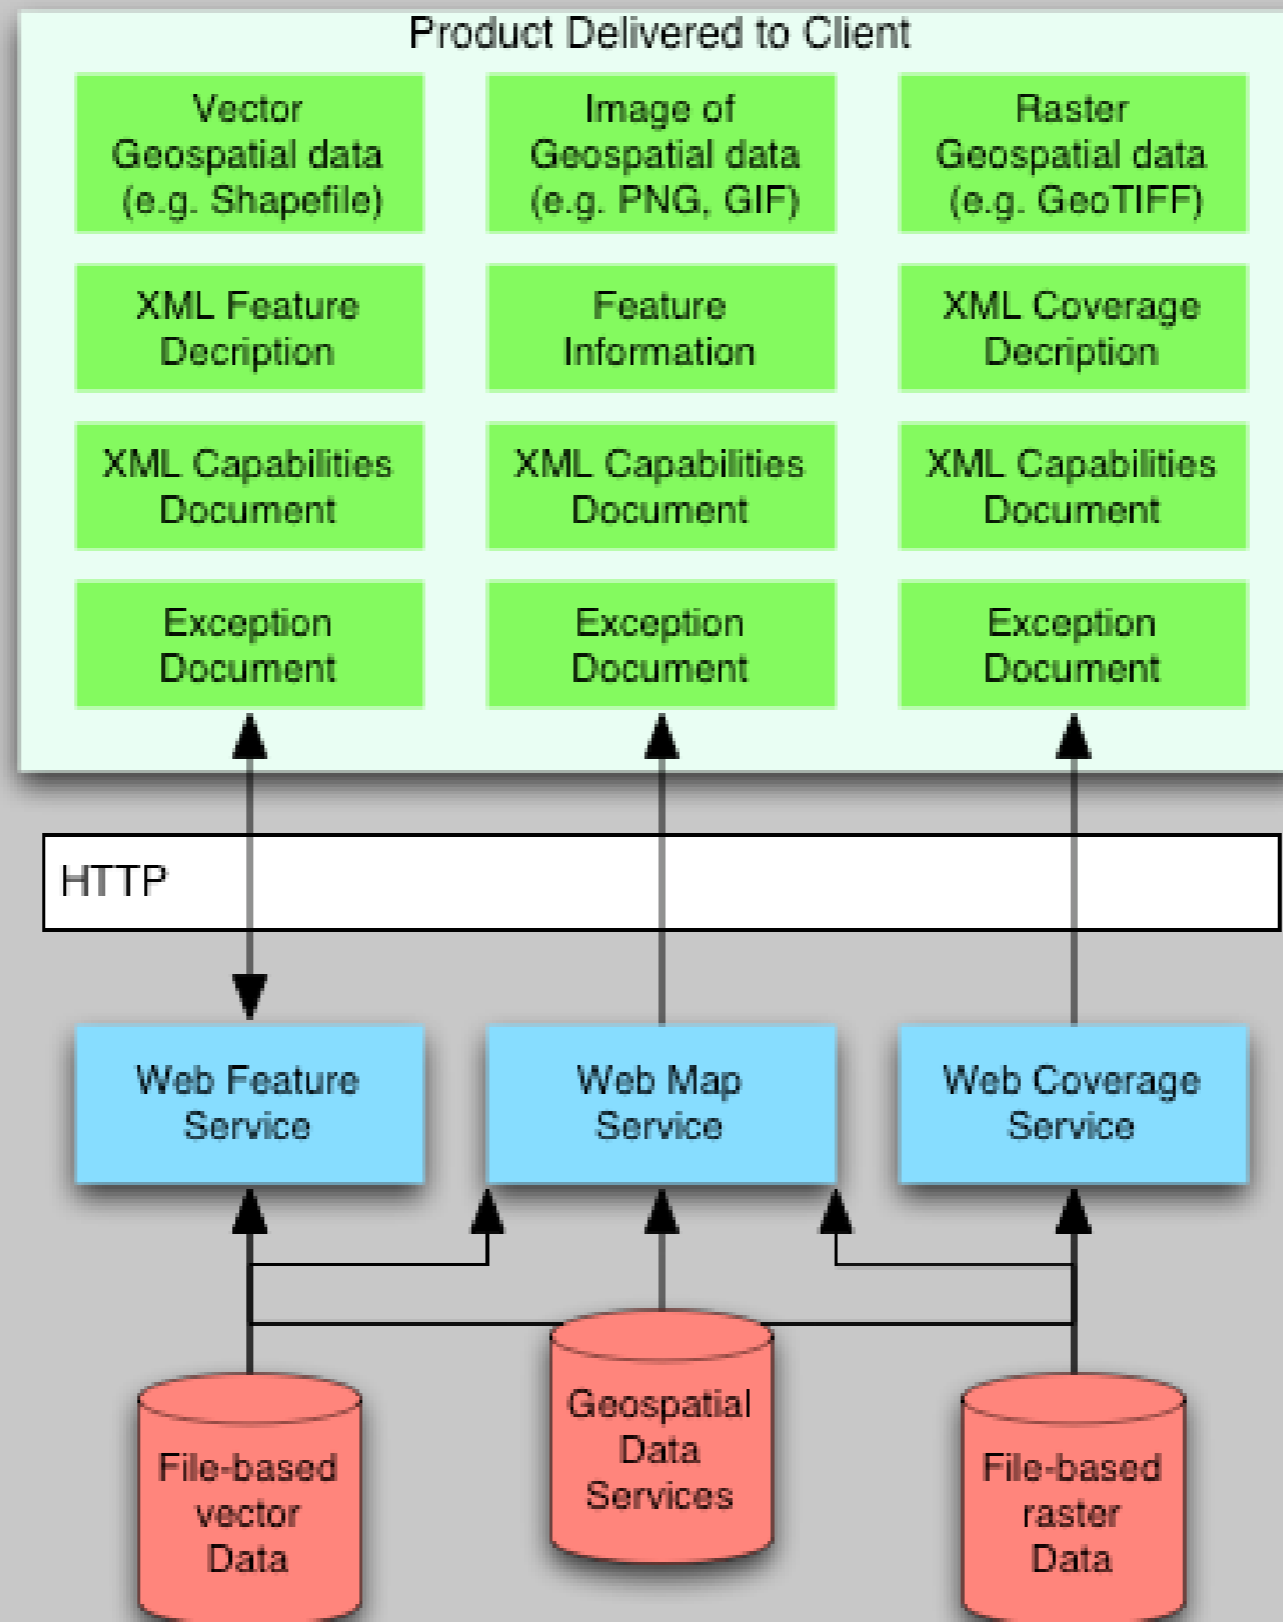 Product Delivered to Client
Vector
Geospatial data
(e.g. Shapefile)
Image of
Geospatial data
(e.g. PNG, GIF)
Raster
Geospatial data
(e.g. GeoTIFF)
XML Feature
Decription
Feature
Information
XML Coverage
Decription
XML Capabilities
Document
XML Capabilities
Document
XML Capabilities
Document
Exception
Document
Exception
Document
Exception
Document
HTTP
Web Feature
Service
Web Map
Service
Web Coverage
Service
File-based
vector
Data
Geospatial
Data
Services
File-based
raster
Data